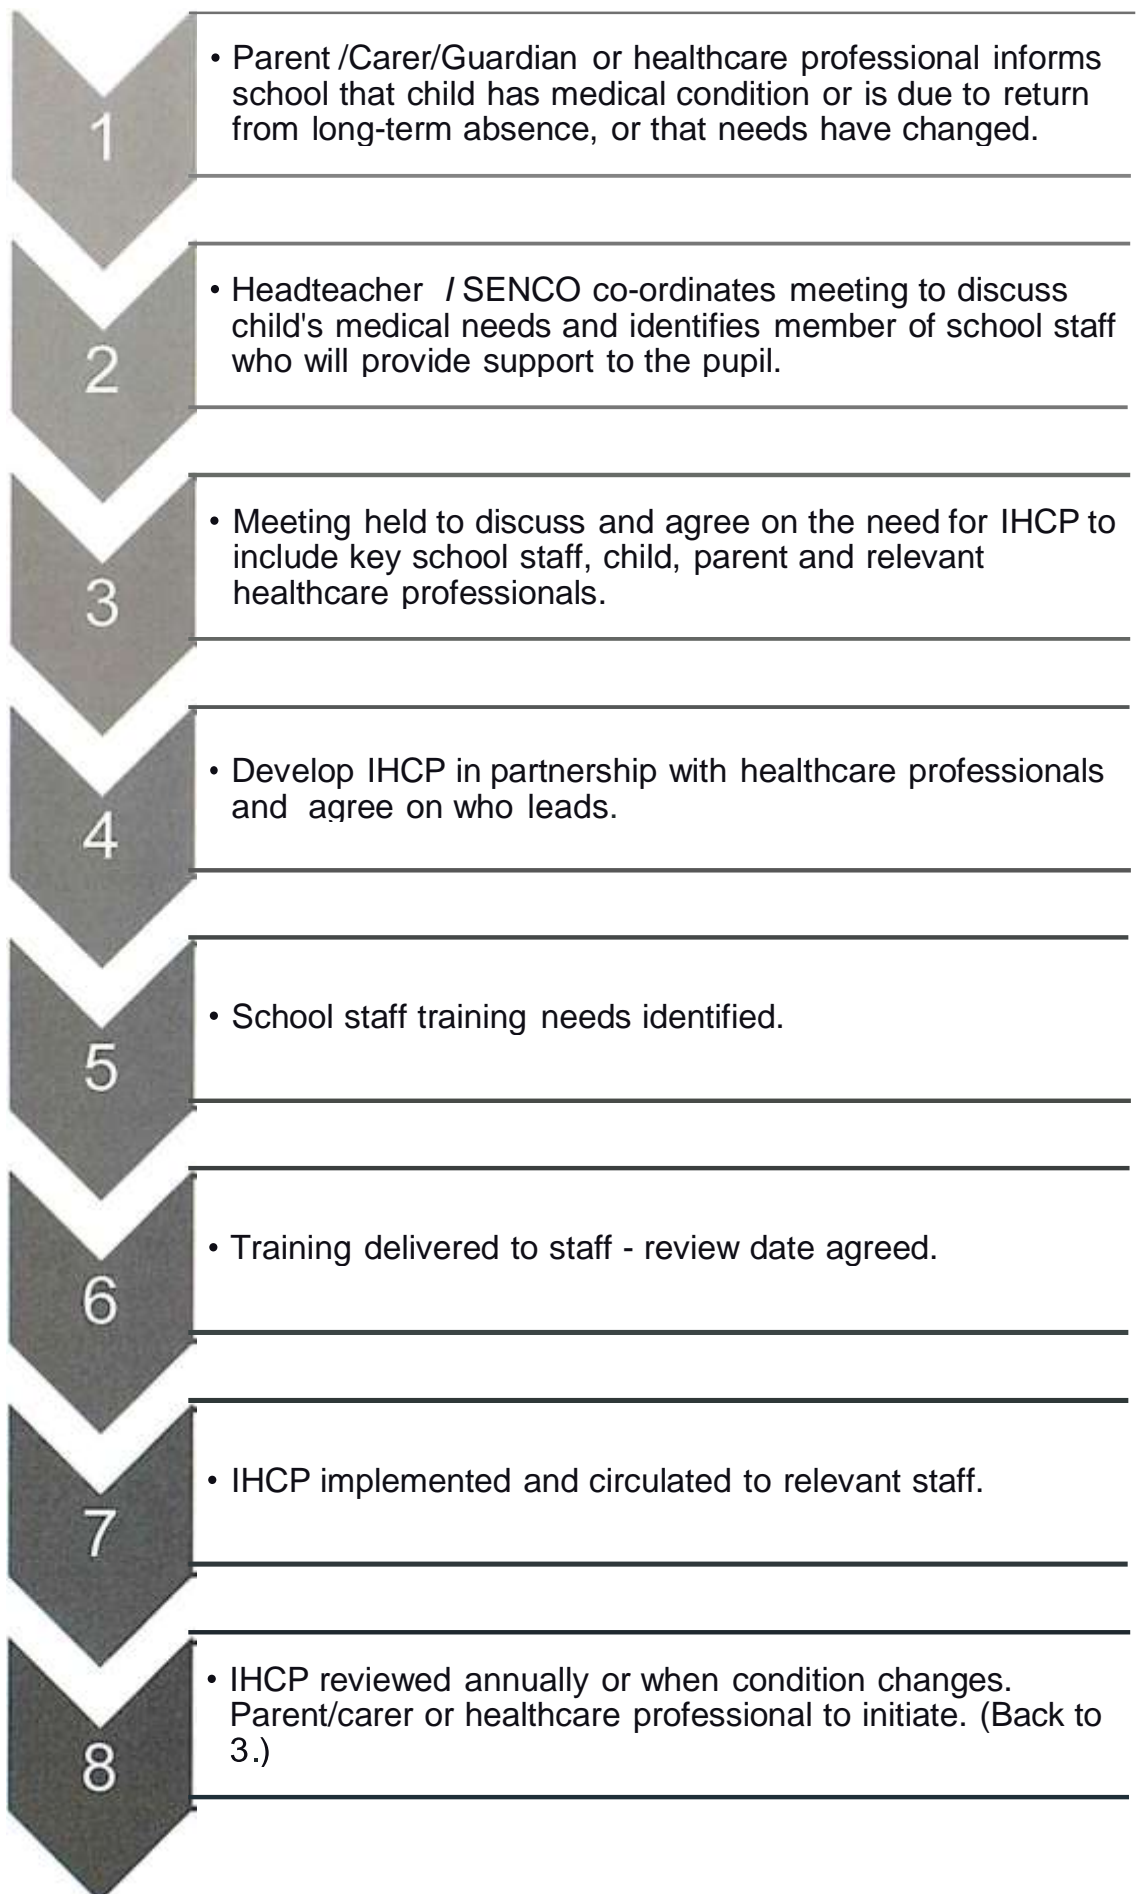 1
• Parent /Carer/Guardian or healthcare professional informs
school that child has medical condition or is due to return
from long-term absence, or that needs have changed.
2
• Headteacher / SENCO co-ordinates meeting to discuss
child's medical needs and identifies member of school staff
who will provide support to the pupil.
3
• Meeting held to discuss and agree on the need for IHCP to
include key school staff, child, parent and relevant
healthcare professionals.
4
• Develop IHCP in partnership with healthcare professionals
and agree on who leads.
5
• School staff training needs identified.
6
• Training delivered to staff - review date agreed.
7
• IHCP implemented and circulated to relevant staff.
8
• IHCP reviewed annually or when condition changes.
Parent/carer or healthcare professional to initiate. (Back to
3.)